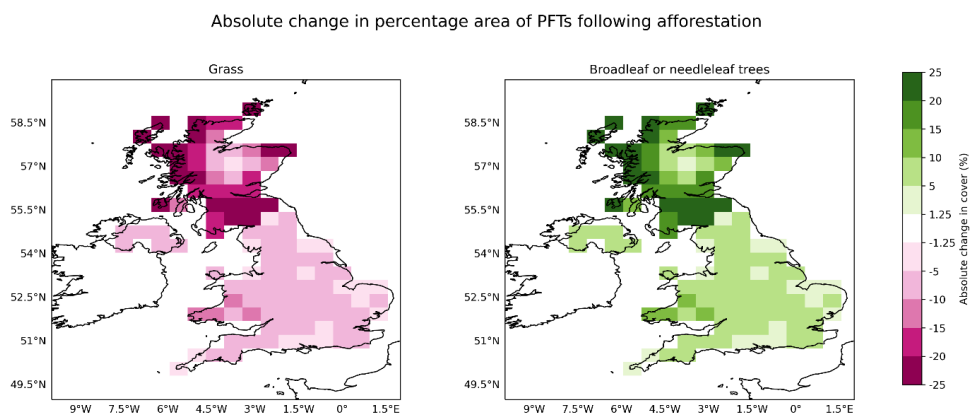 Absolute change in percentage area of PFTs following afforestation
Grass
Broadleaf or needleleaf trees
58.5°N
57°N
55.5°N
54°N
52.5°N
51°N
49.5°N
9°W 7.5°W 6°W 4.5°W 3°W 1.5°W 0° 1.5°E
58.5°N
57°N
55.5°N
54°N
52.5°N
51°N
49.5°N
9°W 7.5°W 6°W 4.5°W 3°W 1.5°W 0° 1.5°E
25
20
15
10
5
1.25
-1.25
-5
-10
-15
-20
-25
Absolute change in cover (%)